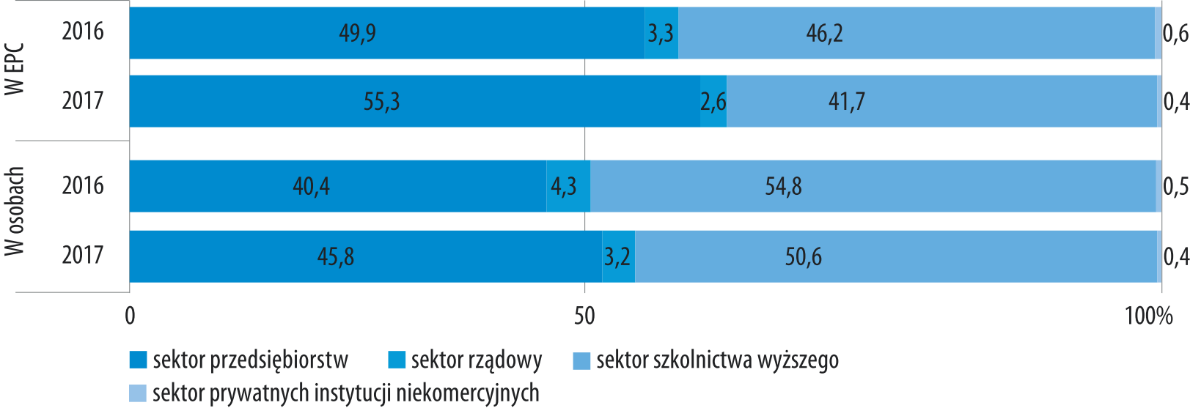 W EPC
2016 49,9 3,3 46,2 0,6
2017 55,3 2,6 41,7 0,4
W osobach
2016 40,4 4,3 54,8 0,5
2017 45,8 3,2 50,6 0,4
0 50 100%
sektor przedsiębiorstw sektor rządowy sektor szkolnictwa wyższego
sektor prywatnych instytucji niekomercyjnych